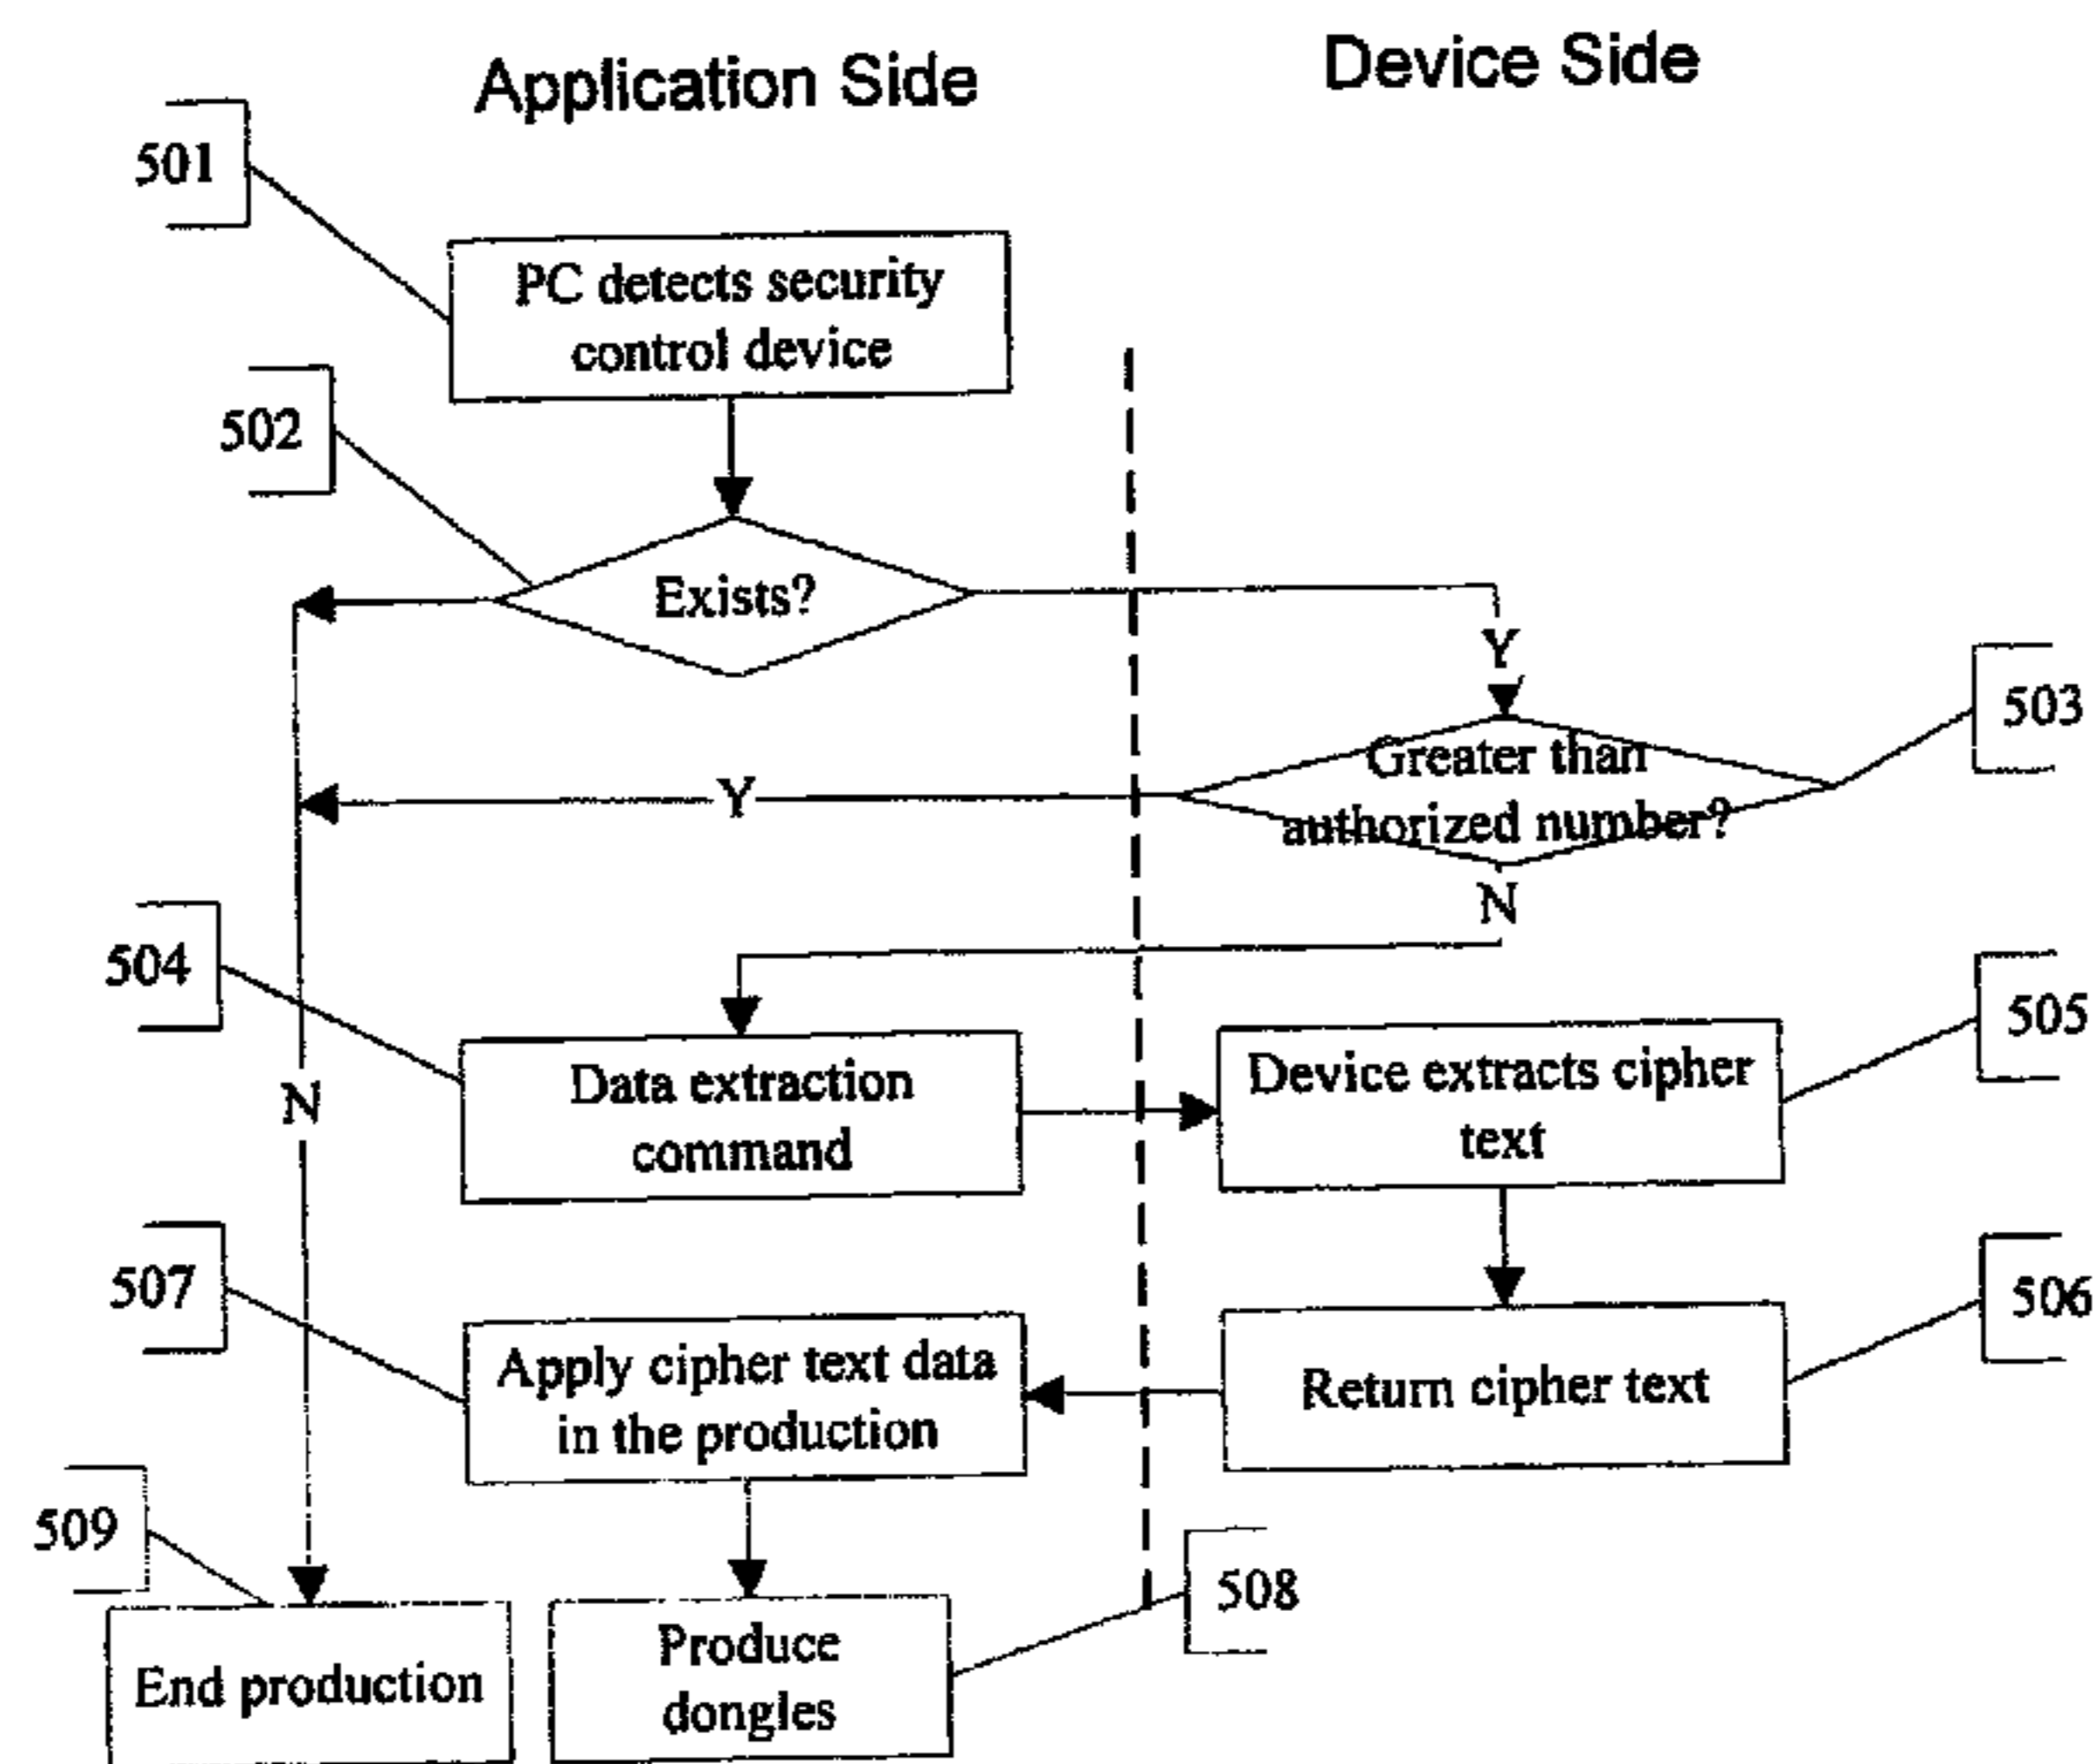 Application Side
Device Side
501
PC detects security
control device
502
Exists?
Y
503
Greater than
authorized number?
Y
N
504
Data extraction
command
505
Device extracts cipher
text
N
507
Apply cipher text data
in the production
506
Return cipher text
509
End production
508
Produce
dongles